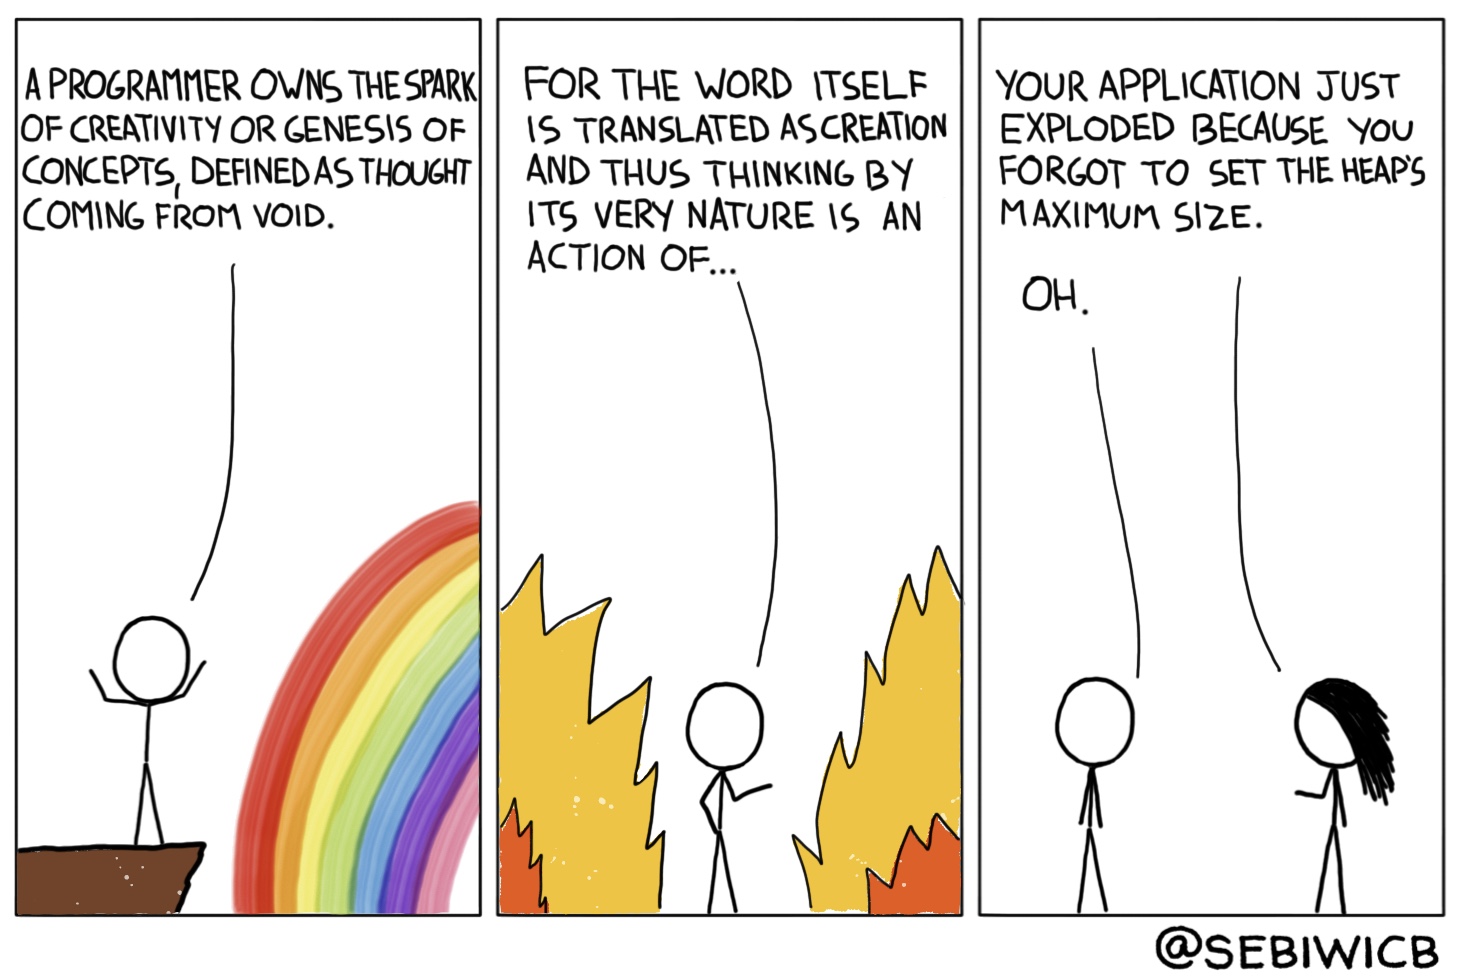 A PROGRAMMER OWNS THE SPARK
OF CREATIVITY OR GENESIS OF
CONCEPTS, DEFINED AS THOUGHT
COMING FROM VOID.
FOR THE WORD ITSELF
IS TRANSLATED AS CREATION
AND THUS THINKING BY
ITS VERY NATURE IS AN
ACTION OF...
YOUR APPLICATION JUST
EXPLODED BECAUSE YOU
FORGOT TO SET THE HEAP'S
MAXIMUM SIZE.
OH.
@SEBIWICB